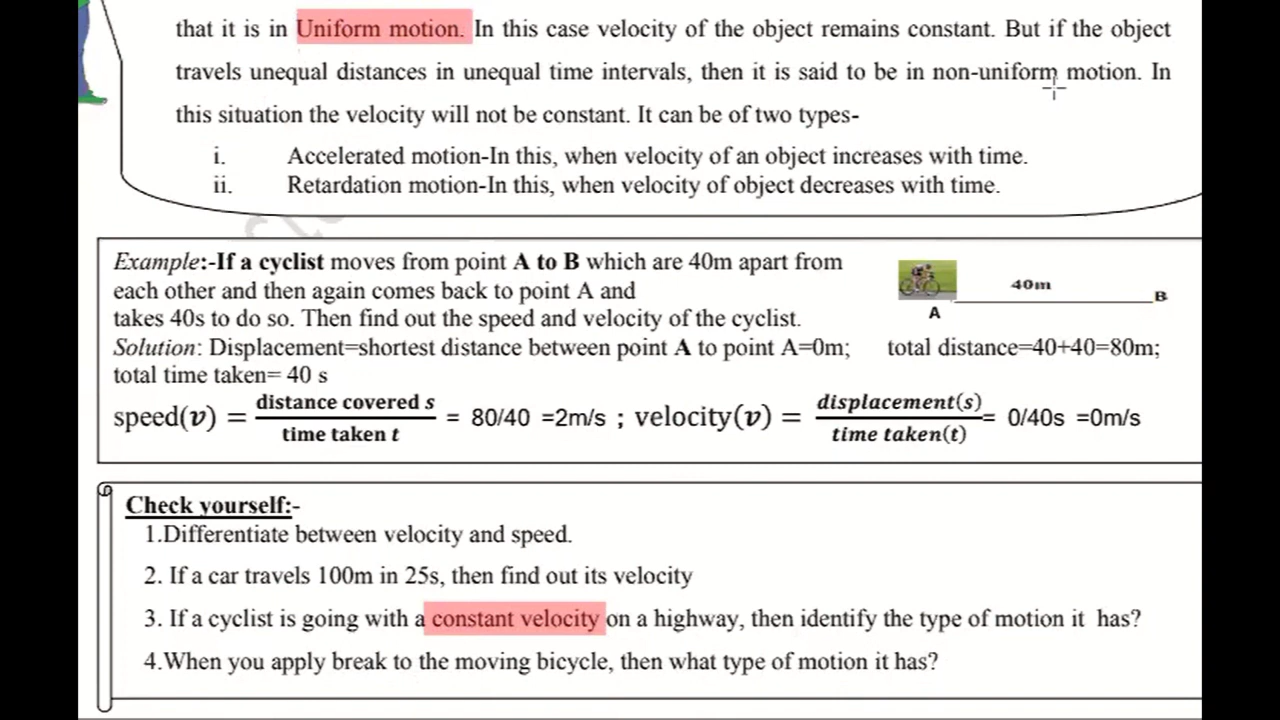 that it is in Uniform motion. In this case velocity of the object remains constant. But if the object
travels unequal distances in unequal time intervals, then it is said to be in non-uniform motion. In
this situation the velocity will not be constant. It can be of two types-
i. Accelerated motion-In this, when velocity of an object increases with time.
ii. Retardation motion-In this, when velocity of object decreases with time.
Example:-If a cyclist moves from point A to B which are 40m apart from
each other and then again comes back to point A and
takes 40s to do so. Then find out the speed and velocity of the cyclist.
40m
A
B
Solution: Displacement=shortest distance between point A to point A=0m; total distance=40+40=80m;
total time taken= 40 s
speed(v) = distance covered s / time taken t = 80/40 =2m/s ; velocity(v) = displacement(s) / time taken(t) = 0/40s =0m/s
Check yourself:-
1.Differentiate between velocity and speed.
2. If a car travels 100m in 25s, then find out its velocity
3. If a cyclist is going with a constant velocity on a highway, then identify the type of motion it has?
4.When you apply break to the moving bicycle, then what type of motion it has?